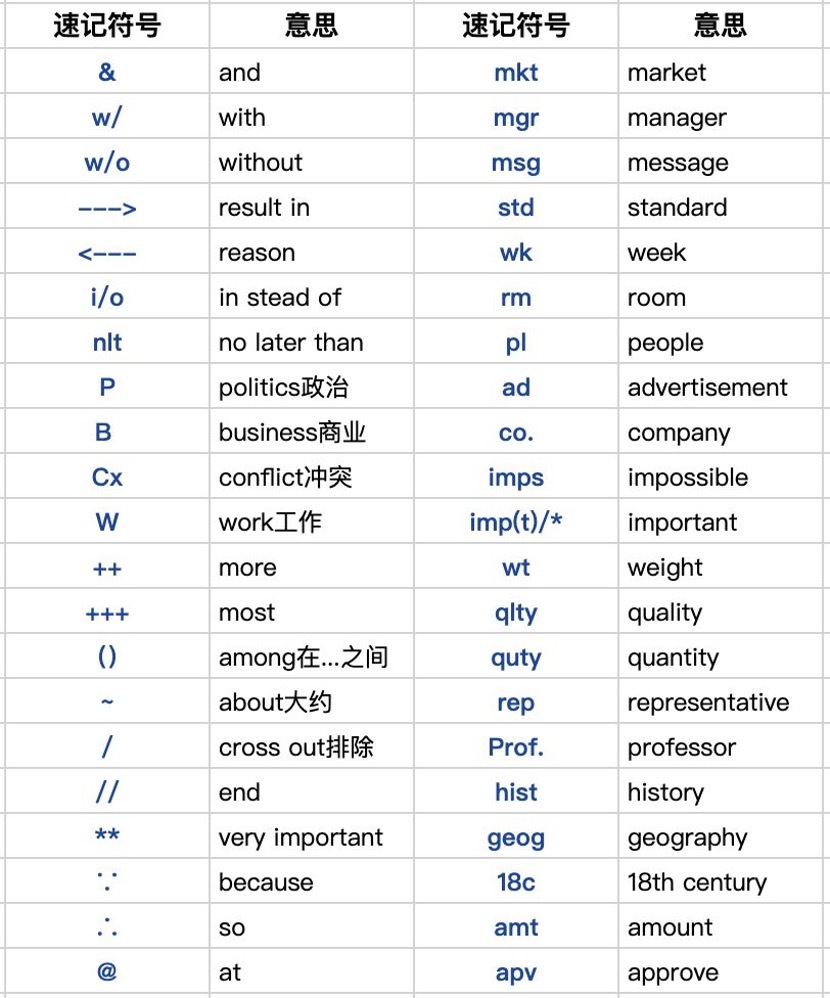 速记符号 意思 速记符号 意思
& and mkt market
w/ with mgr manager
w/o without msg message
---> result in std standard
<--- reason wk week
i/o in stead of rm room
nlt no later than pl people
P politics政治 ad advertisement
B business商业 co. company
Cx conflict冲突 imps impossible
W work工作 imp(t)/* important
++ more wt weight
+++ most qlty quality
() among在...之间 quty quantity
~ about大约 rep representative
/ cross out排除 Prof. professor
// end hist history
** very important geog geography
∵ because 18c 18th century
∴ so amt amount
@ at apv approve